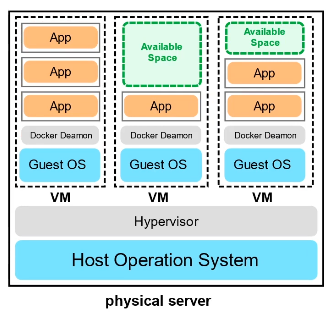 App
App
App
Docker Deamon
Guest OS
VM
Available
Space
App
Docker Deamon
Guest OS
VM
Available
Space
App
App
Docker Deamon
Guest OS
VM
Hypervisor
Host Operation System
physical server